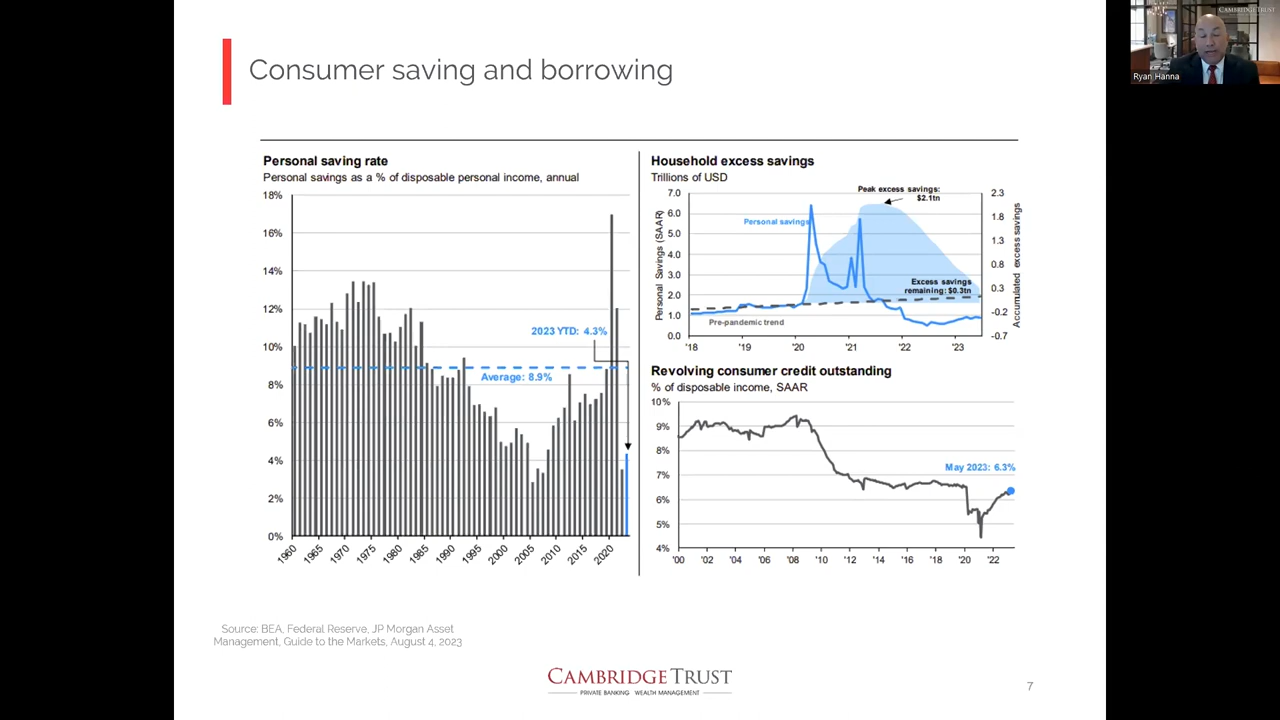 Consumer saving and borrowing
Personal saving rate
Personal savings as a % of disposable personal income, annual
18%
16%
14%
12%
10%
8%
6%
4%
2%
0%
2023 YTD: 4.3%
Average: 8.9%
1960
1965
1970
1975
1980
1985
1990
1995
2000
2005
2010
2015
2020
Household excess savings
Trillions of USD
Personal Savings (SAAR)
7.0
6.0
5.0
4.0
3.0
2.0
1.0
0.0
Peak excess savings:
$2.1tn
Personal savings
Excess savings
remaining: $0.3tn
Pre-pandemic trend
2.3
1.8
1.3
0.8
0.3
-0.2
-0.7
Accumulated excess savings
'18
'19
'20
'21
'22
'23
Revolving consumer credit outstanding
% of disposable income, SAAR
10%
9%
8%
7%
6%
5%
4%
May 2023: 6.3%
'00
'02
'04
'06
'08
'10
'12
'14
'16
'18
'20
'22
Source: BEA, Federal Reserve, JP Morgan Asset
Management, Guide to the Markets, August 4, 2023
CAMBRIDGE TRUST
PRIVATE BANKING WEALTH MANAGEMENT
7
CAMBRIDGE TRUST
Ryan Hanna